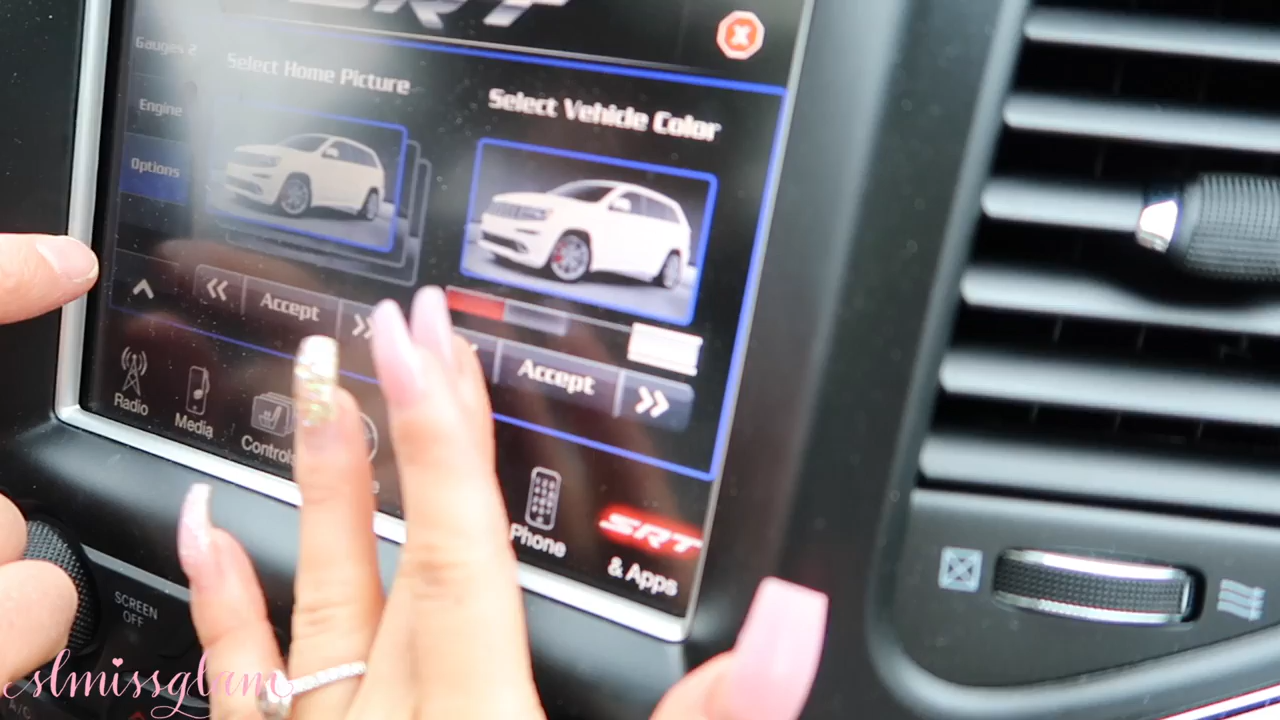 SRT
Gauges 2
Select Home Picture
Select Vehicle Color
Engine
Options
Accept
Accept
Radio
Media
Controls
Phone
SRT
& Apps
SCREEN
OFF
A/C
slmissglam